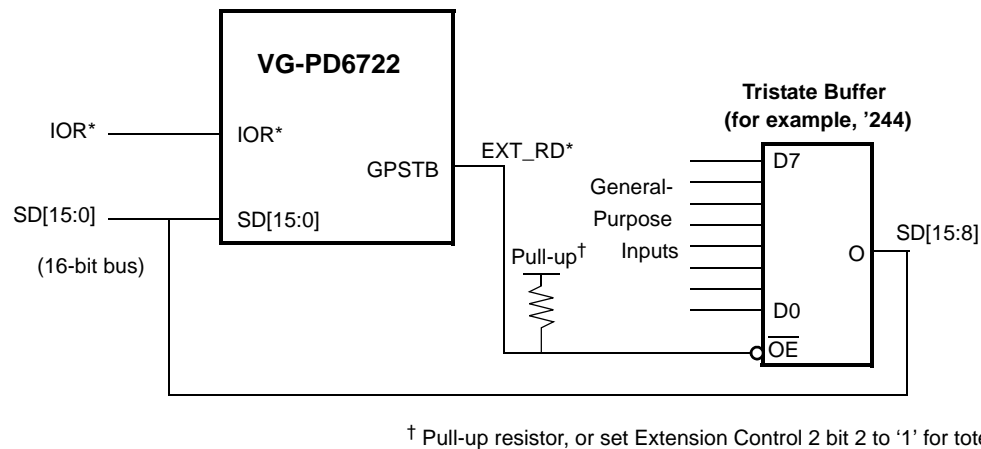 VG-PD6722
Tristate Buffer
(for example, '244)
IOR*
IOR*
D7
EXT_RD*
GPSTB
General-
SD[15:0]
SD[15:0]
Purpose
SD[15:8]
(16-bit bus)
Pull-up†
Inputs
O
D0
OE
† Pull-up resistor, or set Extension Control 2 bit 2 to '1' for